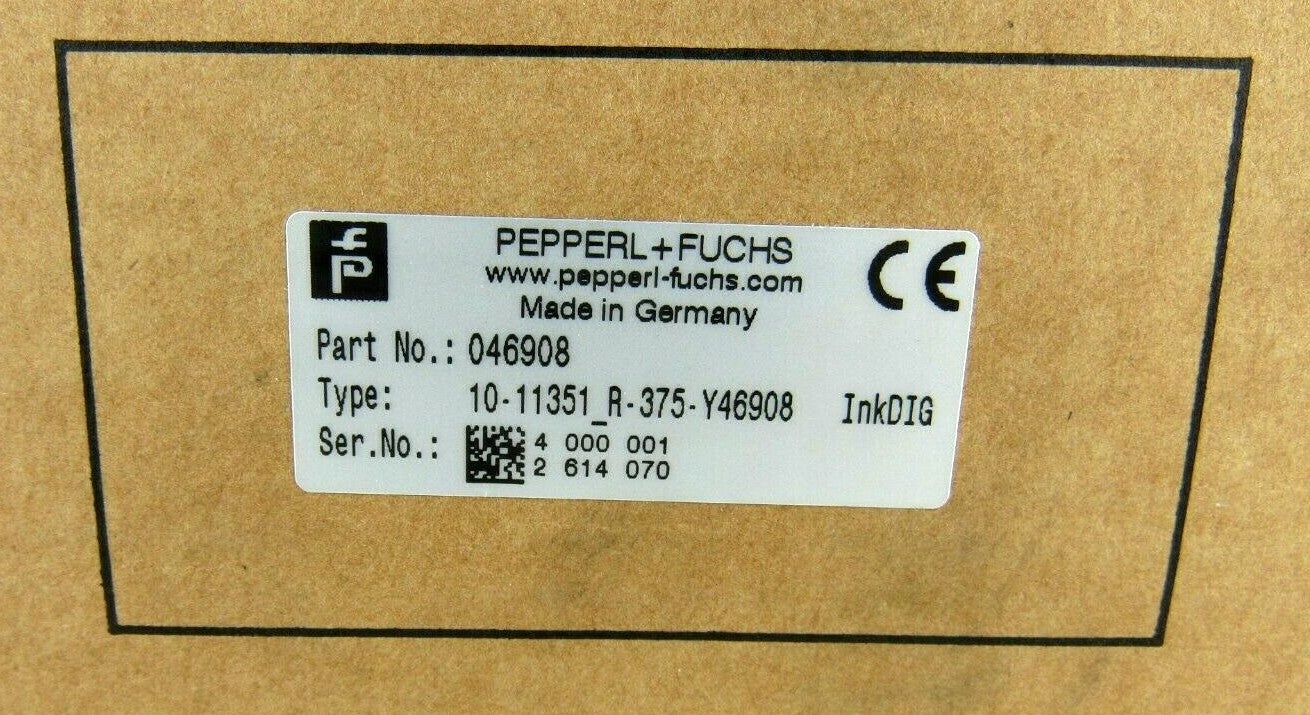 PEPPERL+FUCHS
www.pepperl-fuchs.com
Made in Germany
Part No.: 046908
Type: 10-11351_R-375-Y46908 InkDIG
Ser.No.: 4 000 001
2 614 070